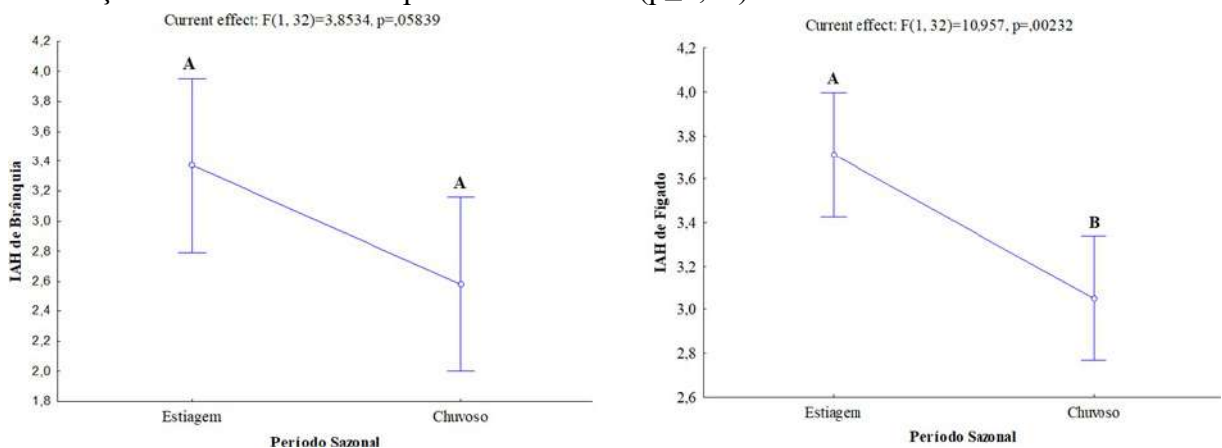 Current effect: F(1, 32)=3,8534, p=,05839
4,2
4,0
3,8
3,6
3,4
3,2
3,0
2,8
2,6
2,4
2,2
2,0
1,8
IAH de Brânquia
A
A
Estiagem Chuvoso
Período Sazonal
Current effect: F(1, 32)=10,957, p=,00232
4,2
4,0
3,8
3,6
3,4
3,2
3,0
2,8
2,6
IAH de Fígado
A
B
Estiagem Chuvoso
Período Sazonal